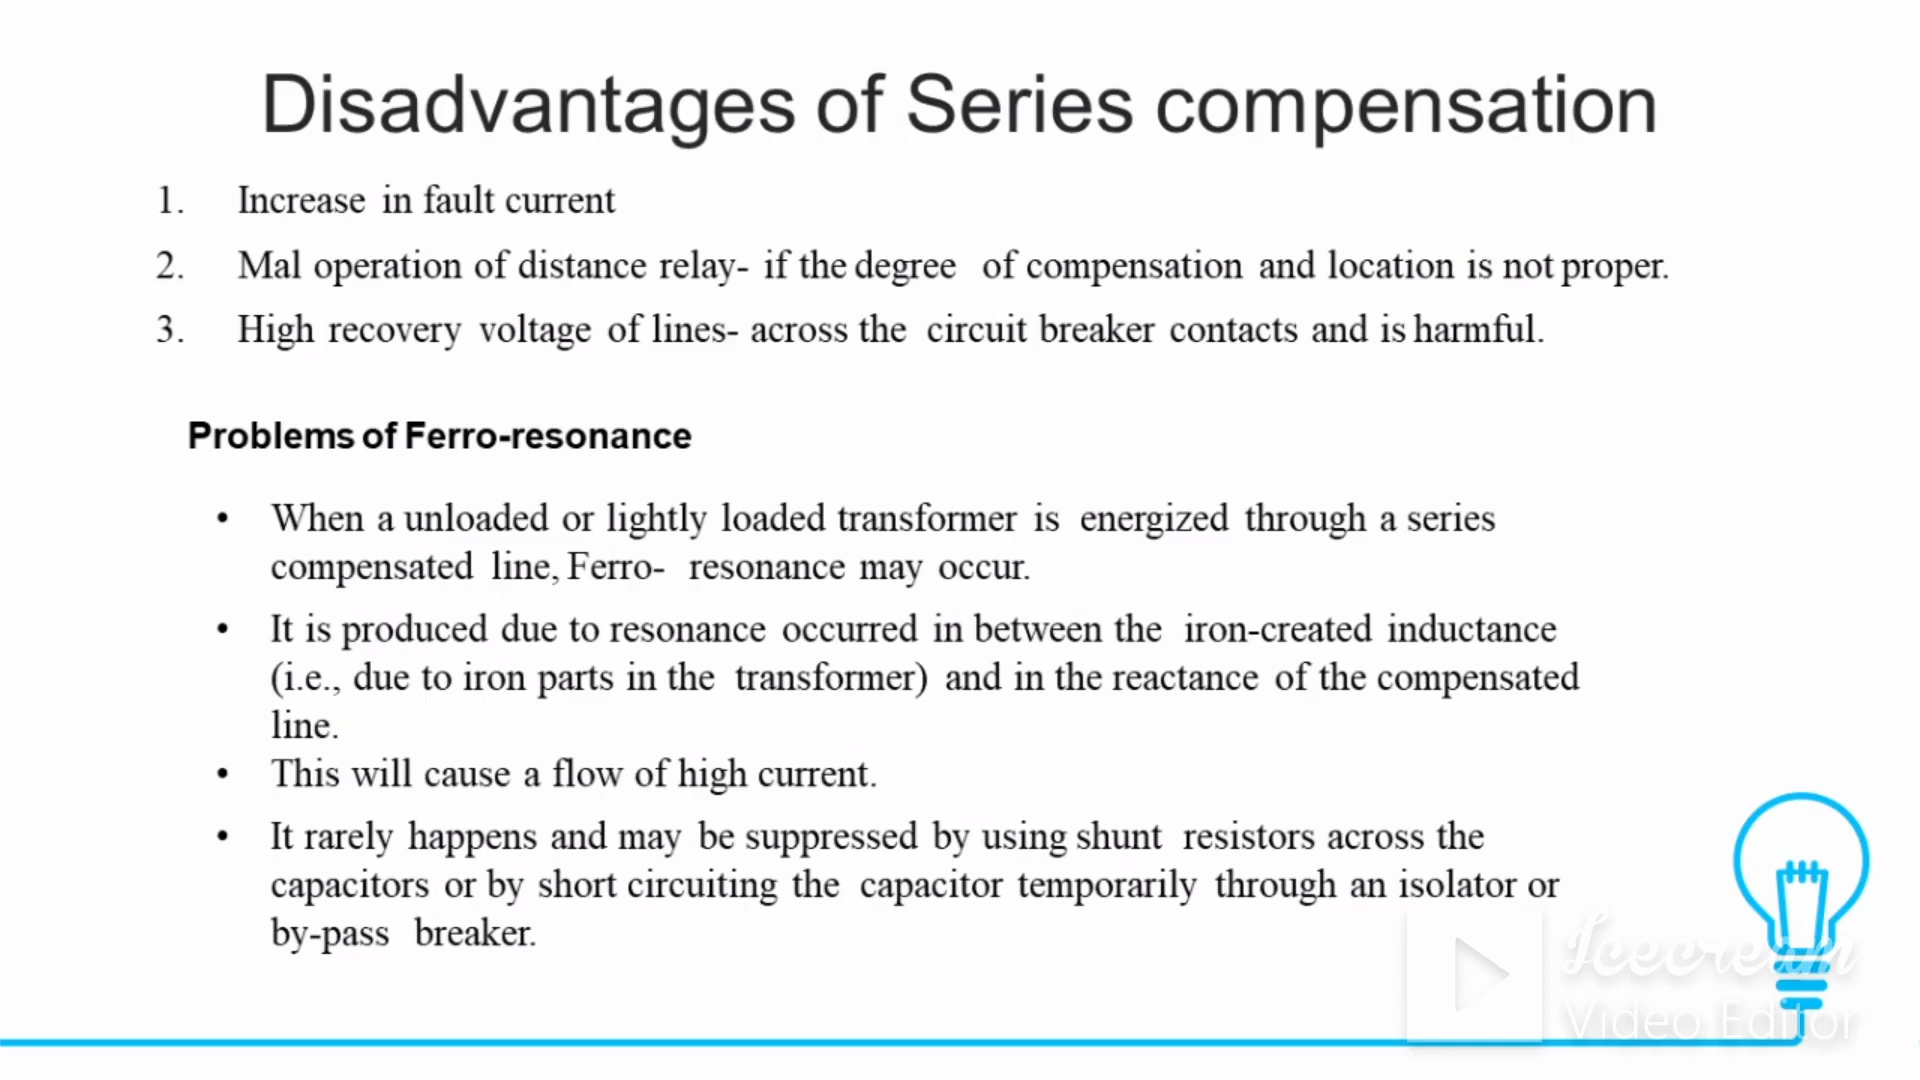 Disadvantages of Series compensation
1. Increase in fault current
2. Mal operation of distance relay- if the degree of compensation and location is not proper.
3. High recovery voltage of lines- across the circuit breaker contacts and is harmful.
Problems of Ferro-resonance
• When a unloaded or lightly loaded transformer is energized through a series
compensated line, Ferro- resonance may occur.
• It is produced due to resonance occurred in between the iron-created inductance
(i.e., due to iron parts in the transformer) and in the reactance of the compensated
line.
• This will cause a flow of high current.
• It rarely happens and may be suppressed by using shunt resistors across the
capacitors or by short circuiting the capacitor temporarily through an isolator or
by-pass breaker.
Icecream
Video Editor